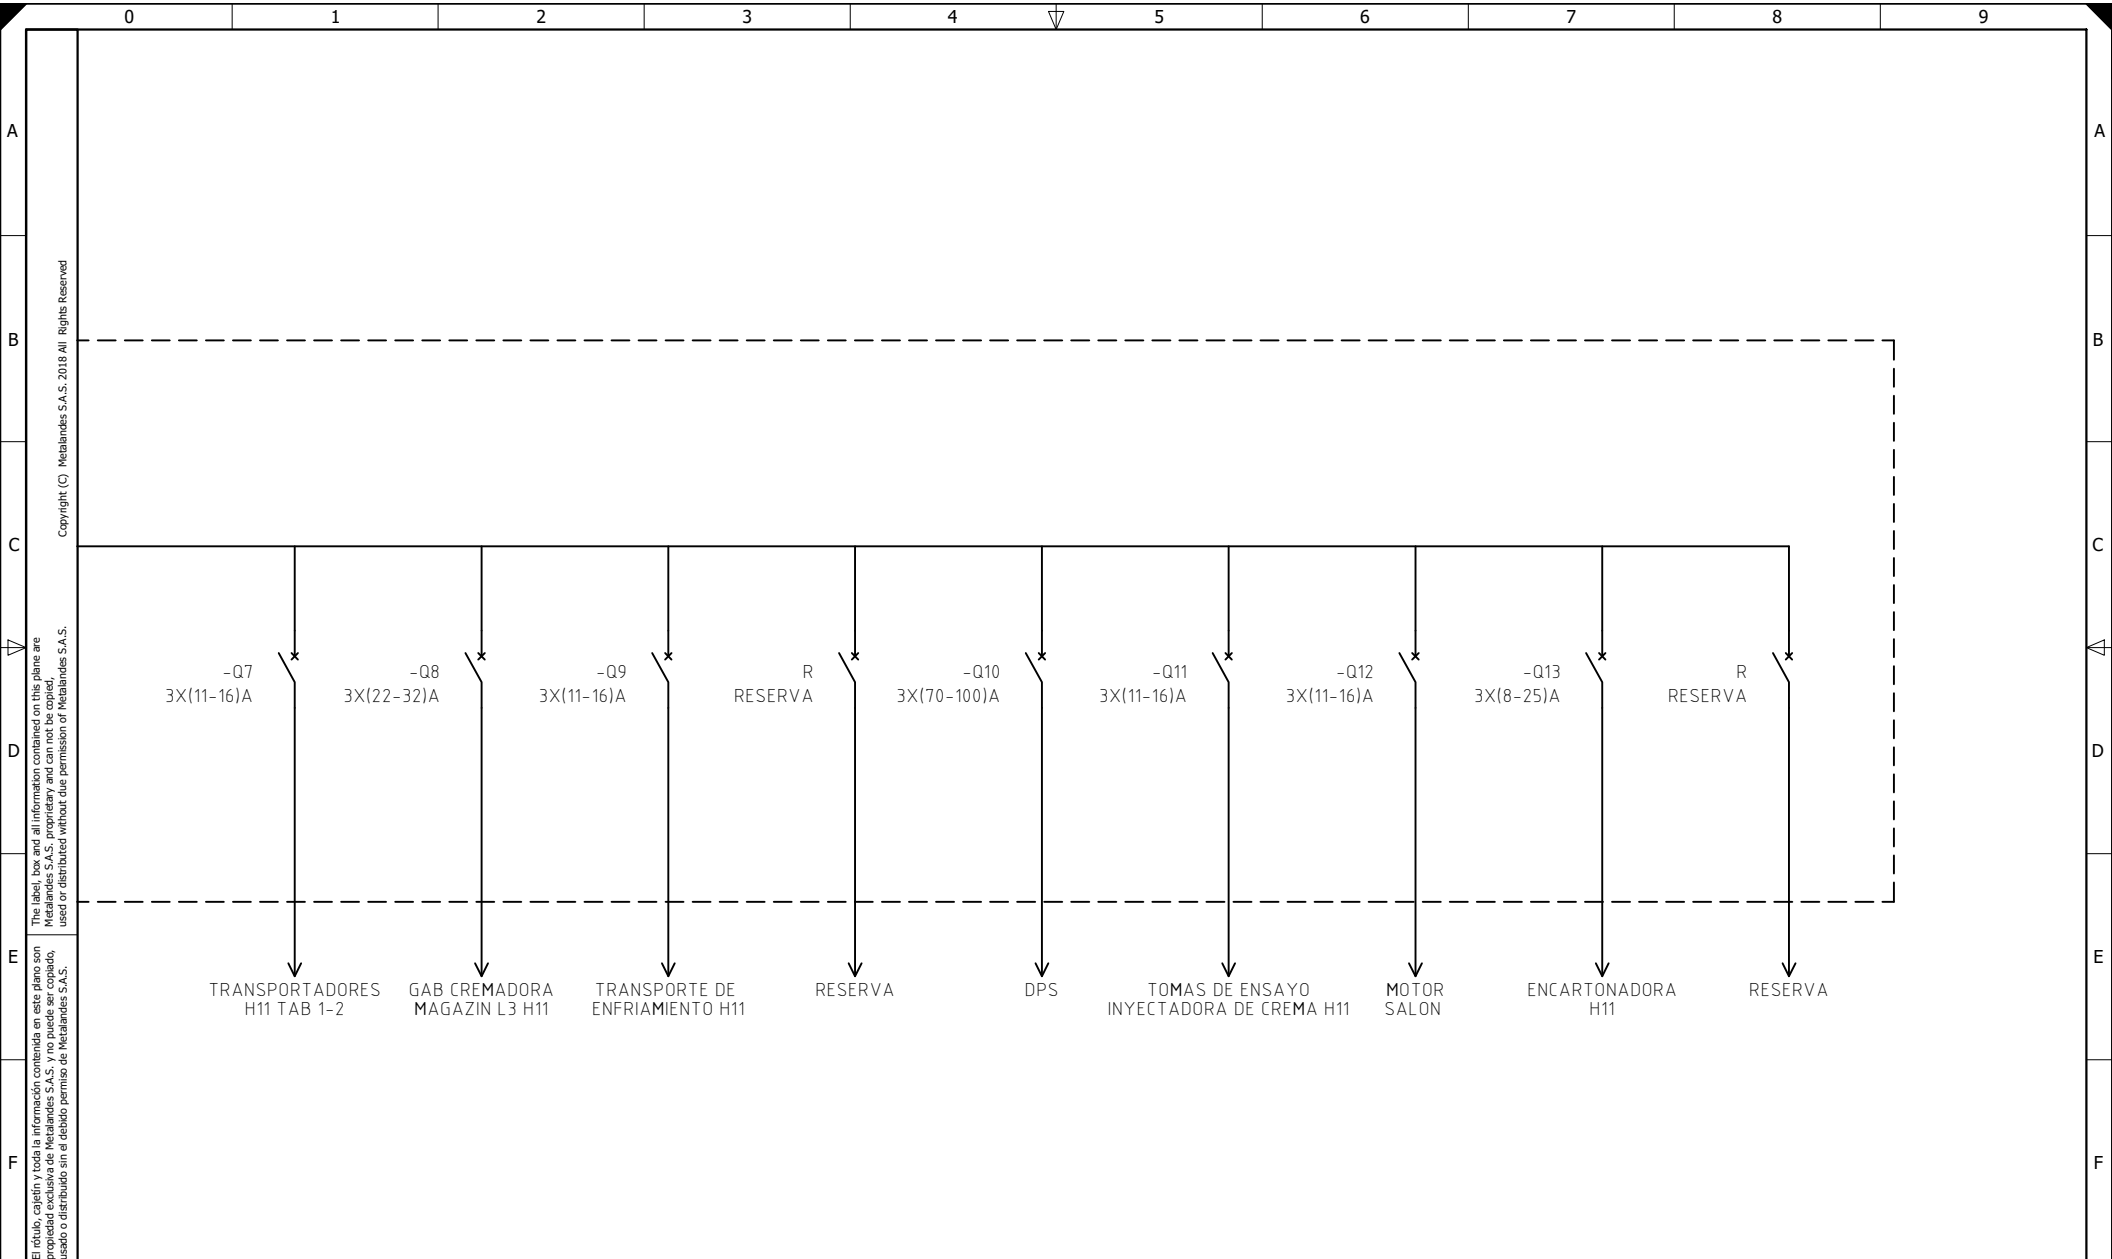 0 1 2 3 4 5 6 7 8 9
A A
B B
C C
D D
E E
F F
Copyright (C) Metalandes S.A.S. 2018 All Rights Reserved
The label, box and all information contained on this plane are
Metalandes S.A.S. proprietary and can not be copied,
used or distributed without due permission of Metalandes S.A.S.
El rótulo, cajetín y toda la información contenida en este plano son
propiedad exclusiva de Metalandes S.A.S. y no puede ser copiado,
usado o distribuido sin el debido permiso de Metalandes S.A.S.
-Q7
3X(11-16)A
-Q8
3X(22-32)A
-Q9
3X(11-16)A
R
RESERVA
-Q10
3X(70-100)A
-Q11
3X(11-16)A
-Q12
3X(11-16)A
-Q13
3X(8-25)A
R
RESERVA
TRANSPORTADORES
H11 TAB 1-2
GAB CREMADORA
MAGAZIN L3 H11
TRANSPORTE DE
ENFRIAMIENTO H11
RESERVA
DPS
TOMAS DE ENSAYO
INYECTADORA DE CREMA H11
MOTOR
SALON
ENCARTONADORA
H11
RESERVA